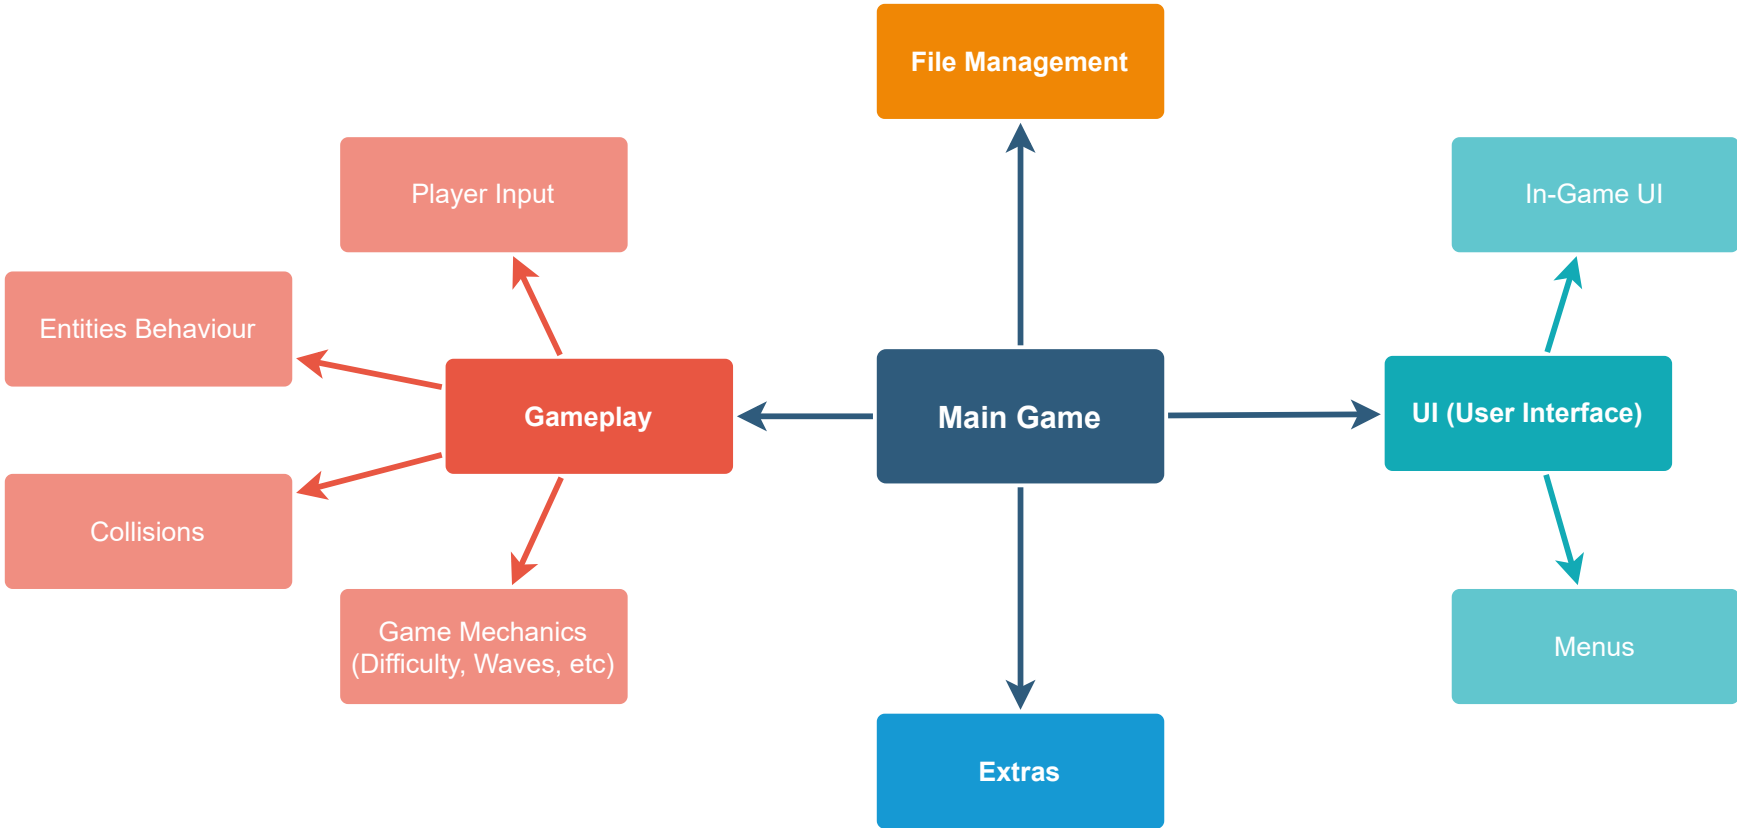 File Management
Player Input
In-Game UI
Entities Behaviour
Gameplay
Main Game
UI (User Interface)
Collisions
Game Mechanics
(Difficulty, Waves, etc)
Menus
Extras